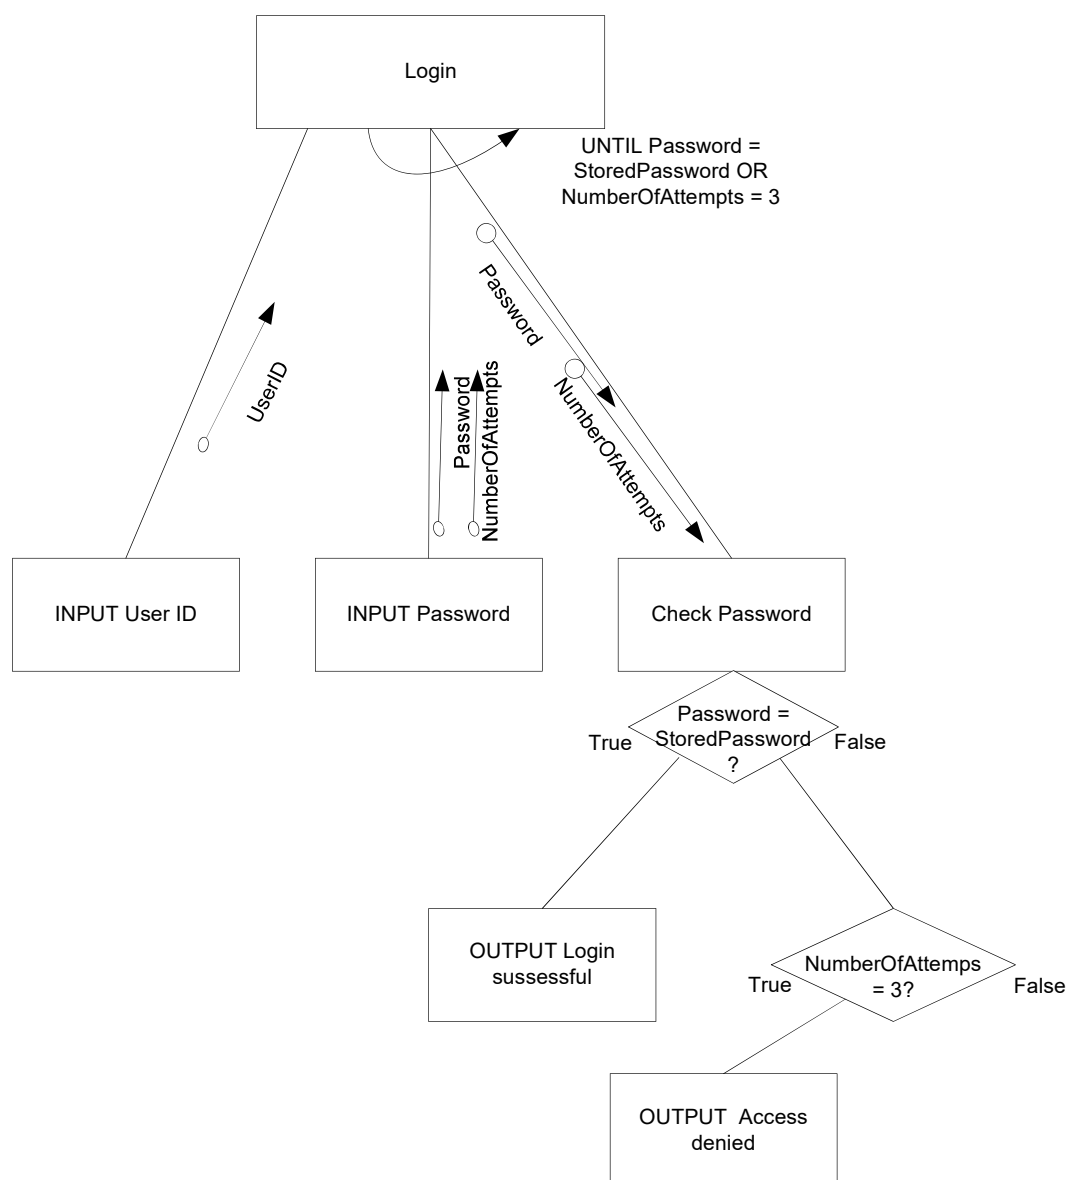 Login
UNTIL Password =
StoredPassword OR
NumberOfAttempts = 3
UserID
Password
NumberOfAttempts
Password
NumberOfAttempts
INPUT User ID
INPUT Password
Check Password
Password =
StoredPassword
?
True
False
OUTPUT Login
sussessful
NumberOfAttemps
= 3?
True
False
OUTPUT  Access
denied